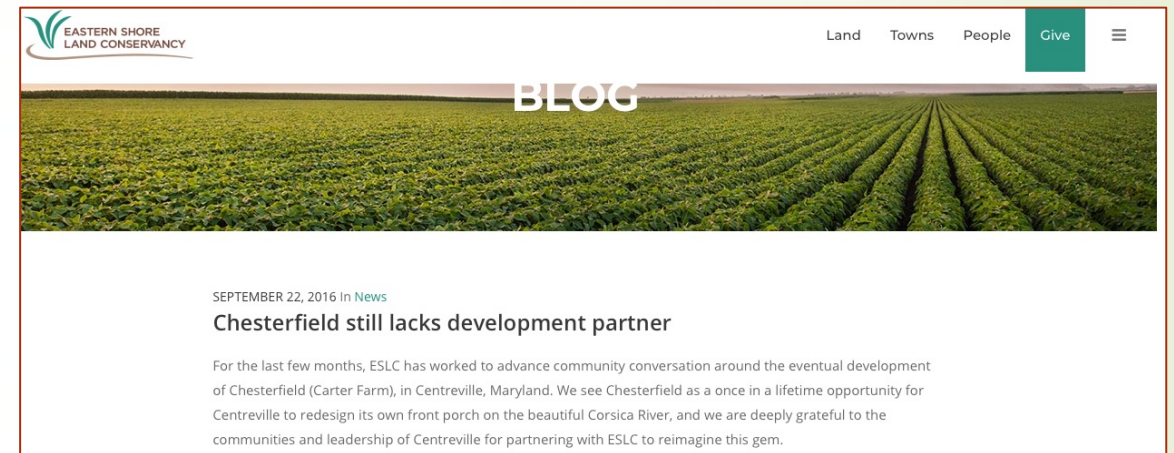 EASTERN SHORE
LAND CONSERVANCY
Land Towns People Give
BLOG
SEPTEMBER 22, 2016 In News
Chesterfield still lacks development partner
For the last few months, ESLC has worked to advance community conversation around the eventual development
of Chesterfield (Carter Farm), in Centreville, Maryland. We see Chesterfield as a once in a lifetime opportunity for
Centreville to redesign its own front porch on the beautiful Corsica River, and we are deeply grateful to the
communities and leadership of Centreville for partnering with ESLC to reimagine this gem.